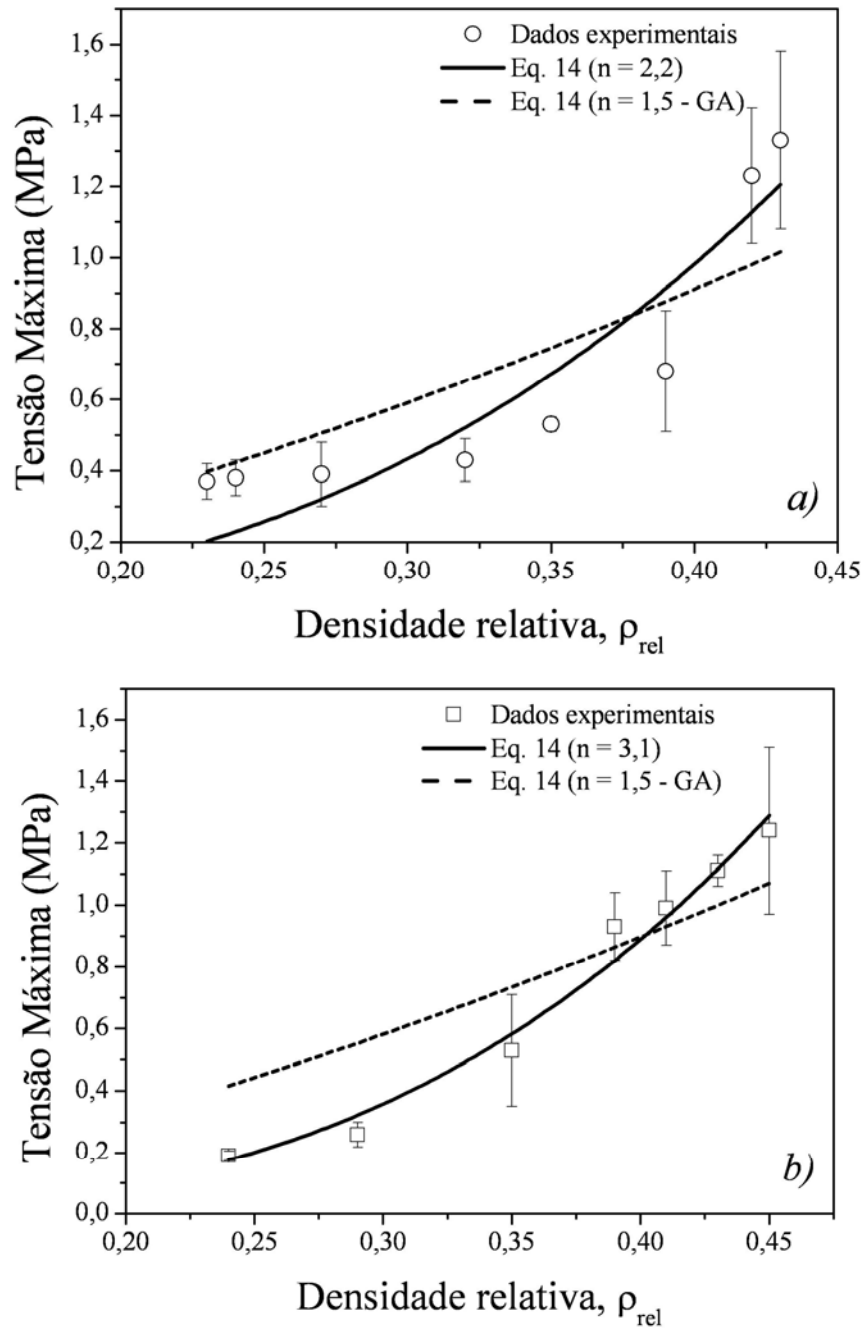 Dados experimentais
Eq. 14 (n = 2,2)
Eq. 14 (n = 1,5 - GA)
Tensão Máxima (MPa)
1,6
1,4
1,2
1,0
0,8
0,6
0,4
0,2
a)
0,20
0,25
0,30
0,35
0,40
0,45
Densidade relativa, ρrel
Dados experimentais
Eq. 14 (n = 3,1)
Eq. 14 (n = 1,5 - GA)
Tensão Máxima (MPa)
1,6
1,4
1,2
1,0
0,8
0,6
0,4
0,2
0,0
b)
0,20
0,25
0,30
0,35
0,40
0,45
Densidade relativa, ρrel